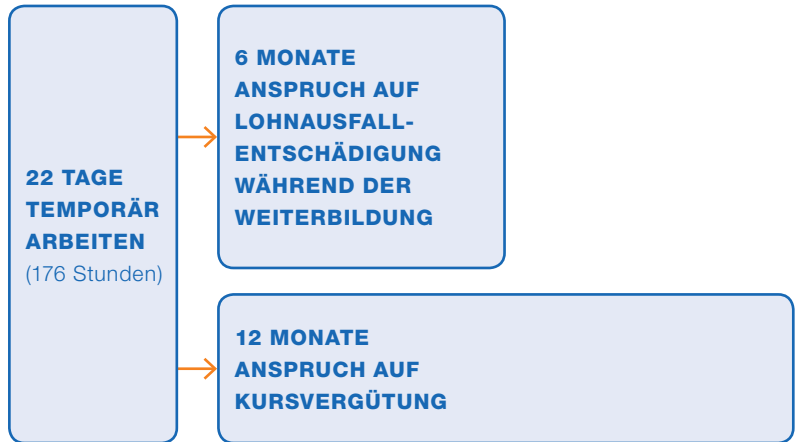 22 TAGE
TEMPORÄR
ARBEITEN
(176 Stunden)
6 MONATE
ANSPRUCH AUF
LOHNAUSFALL-
ENTSCHÄDIGUNG
WÄHREND DER
WEITERBILDUNG
12 MONATE
ANSPRUCH AUF
KURSVERGÜTUNG